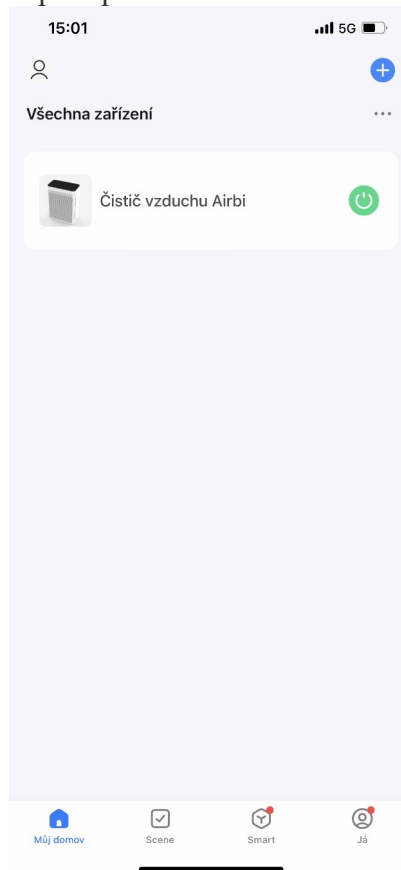 15:01
5G
Všechna zařízení
Čistič vzduchu Airbi
Můj domov
Scene
Smart
Já